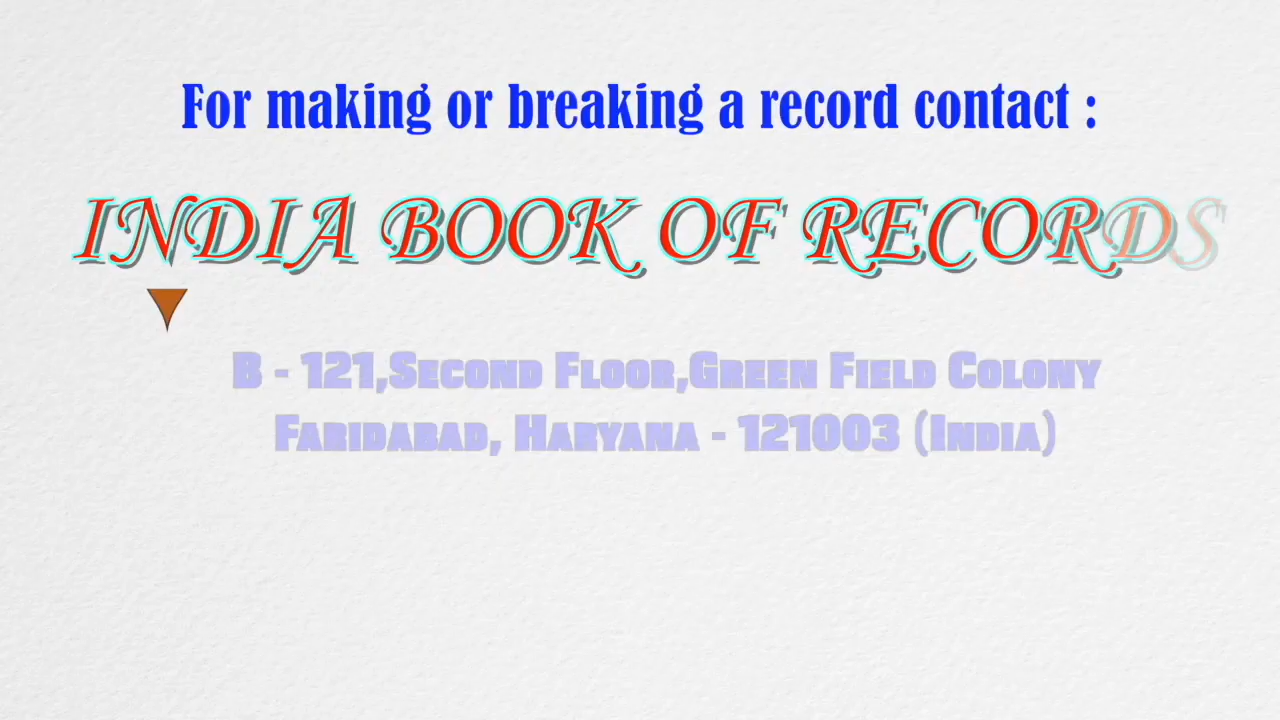 For making or breaking a record contact :
INDIA BOOK OF RECORDS
B - 121,Second Floor,Green Field Colony
Faridabad, Haryana - 121003 (India)